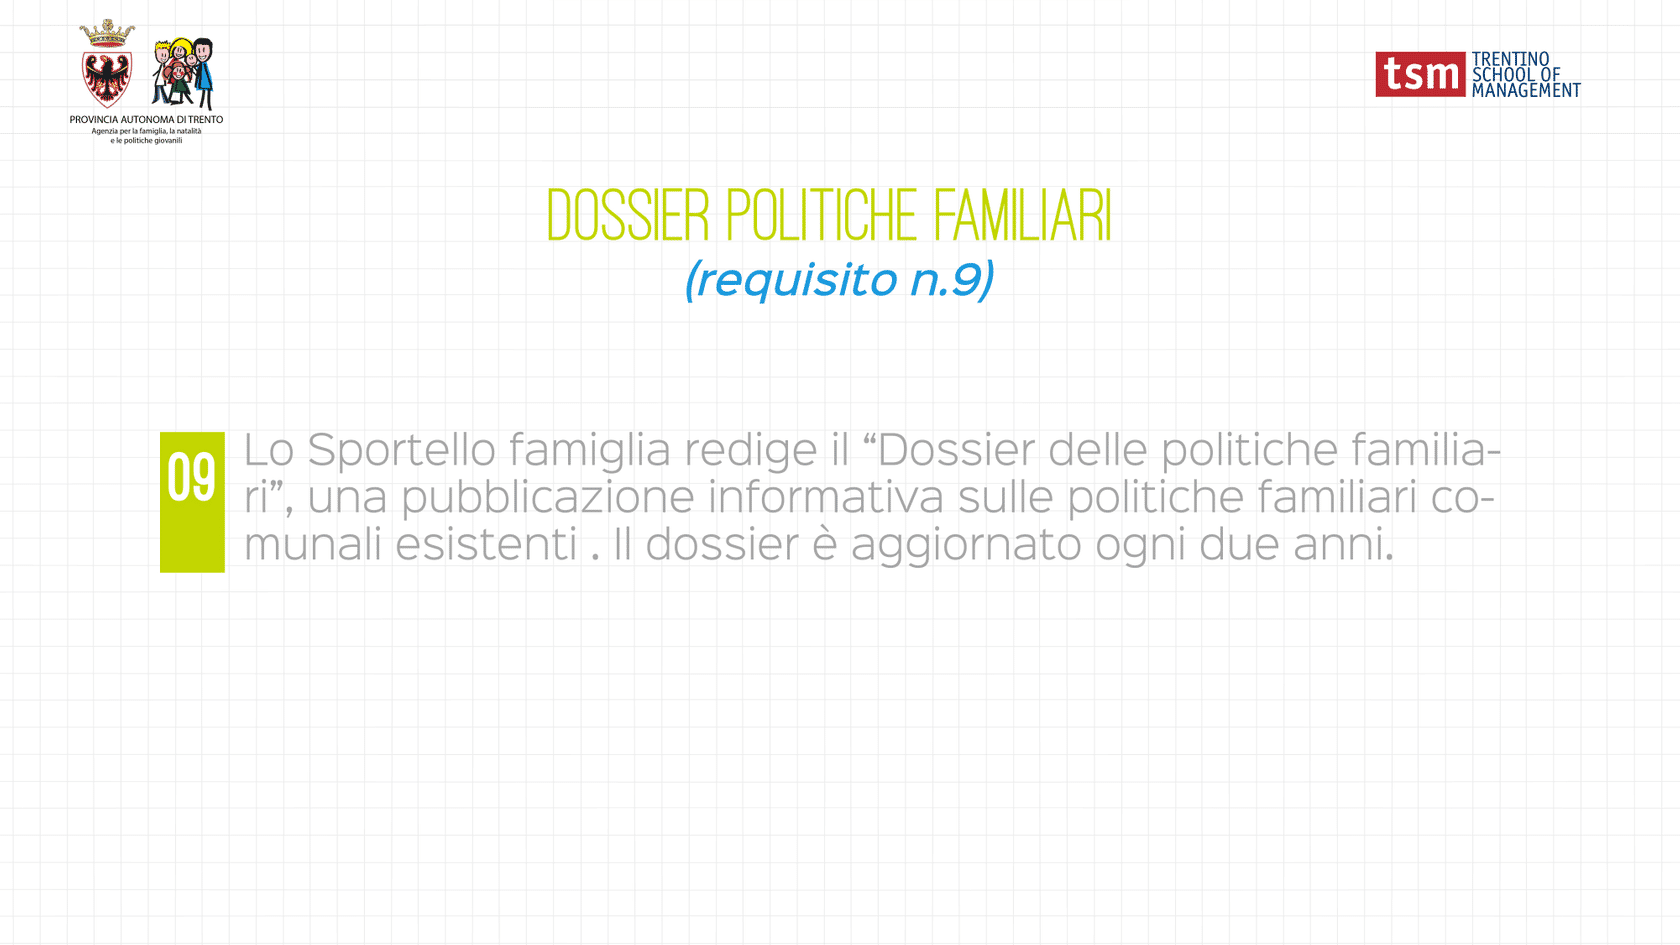 PROVINCIA AUTONOMA DI TRENTO
Agenzia per la famiglia, la natalità
e le politiche giovanili
tsm TRENTINO
SCHOOL OF
MANAGEMENT
DOSSIER POLITICHE FAMILIARI
(requisito n.9)
09
Lo Sportello famiglia redige il “Dossier delle politiche familia-
ri”, una pubblicazione informativa sulle politiche familiari co-
munali esistenti . Il dossier è aggiornato ogni due anni.